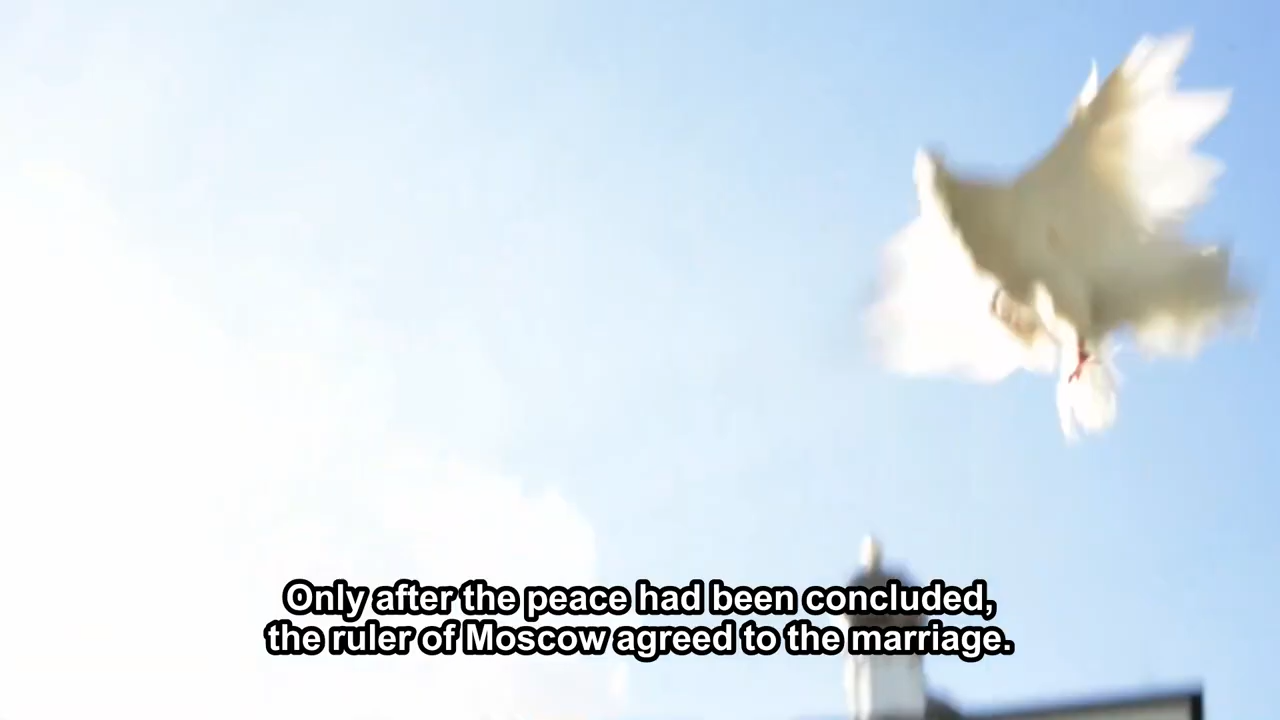 Only after the peace had been concluded,
the ruler of Moscow agreed to the marriage.